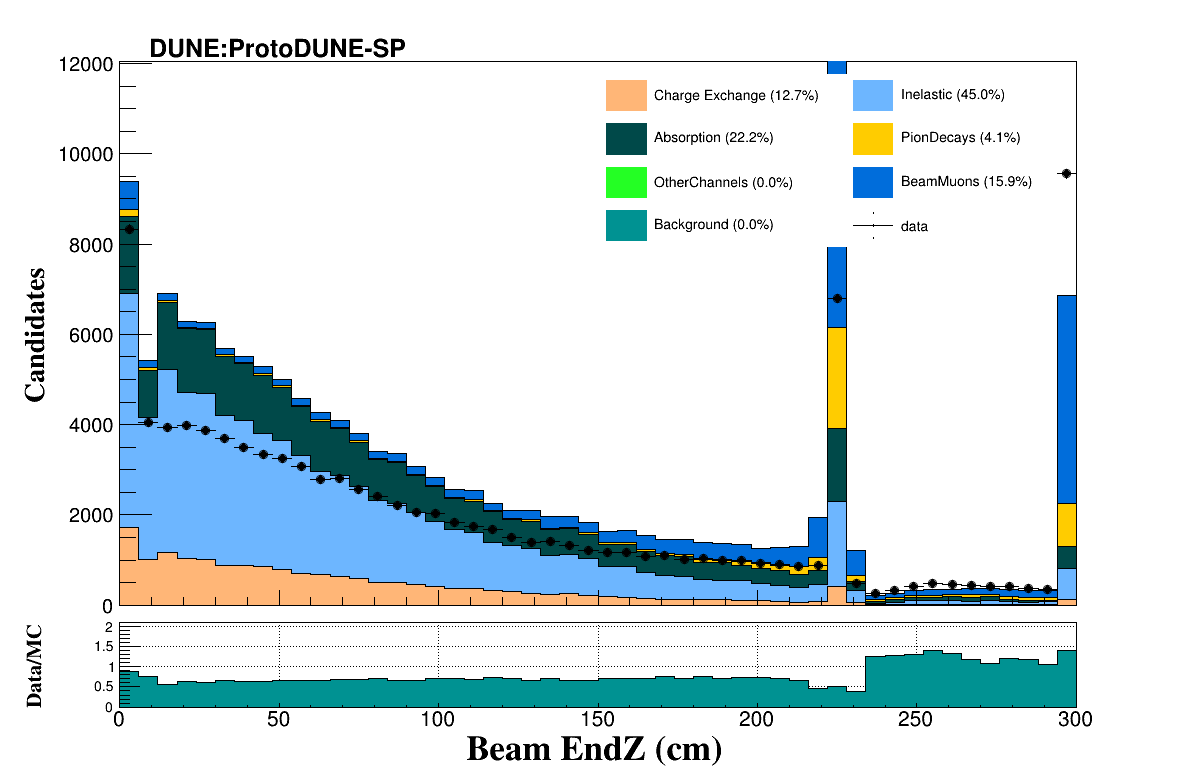 DUNE:ProtoDUNE-SP
12000
10000
8000
6000
4000
2000
0
Candidates
Charge Exchange (12.7%)
Inelastic (45.0%)
Absorption (22.2%)
PionDecays (4.1%)
OtherChannels (0.0%)
BeamMuons (15.9%)
Background (0.0%)
data
2
1.5
1
0.5
0
Data/MC
0 50 100 150 200 250 300
Beam EndZ (cm)